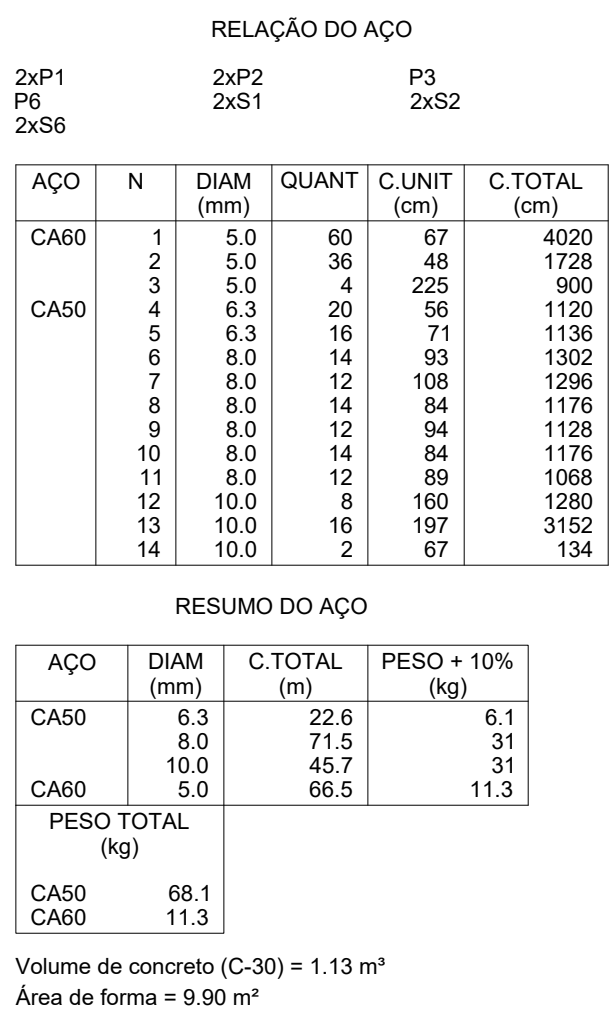 RELAÇÃO DO AÇO
2xP1 2xP2 P3
P6 2xS1 2xS2
2xS6
AÇO N DIAM QUANT C.UNIT C.TOTAL
(mm) (cm) (cm)
CA60 1 5.0 60 67 4020
2 5.0 36 48 1728
3 5.0 4 225 900
CA50 4 6.3 20 56 1120
5 6.3 16 71 1136
6 8.0 14 93 1302
7 8.0 12 108 1296
8 8.0 14 84 1176
9 8.0 12 94 1128
10 8.0 14 84 1176
11 8.0 12 89 1068
12 10.0 8 160 1280
13 10.0 16 197 3152
14 10.0 2 67 134
RESUMO DO AÇO
AÇO DIAM C.TOTAL PESO + 10%
(mm) (m) (kg)
CA50 6.3 22.6 6.1
8.0 71.5 31
10.0 45.7 31
CA60 5.0 66.5 11.3
PESO TOTAL
(kg)
CA50 68.1
CA60 11.3
Volume de concreto (C-30) = 1.13 m³
Área de forma = 9.90 m²